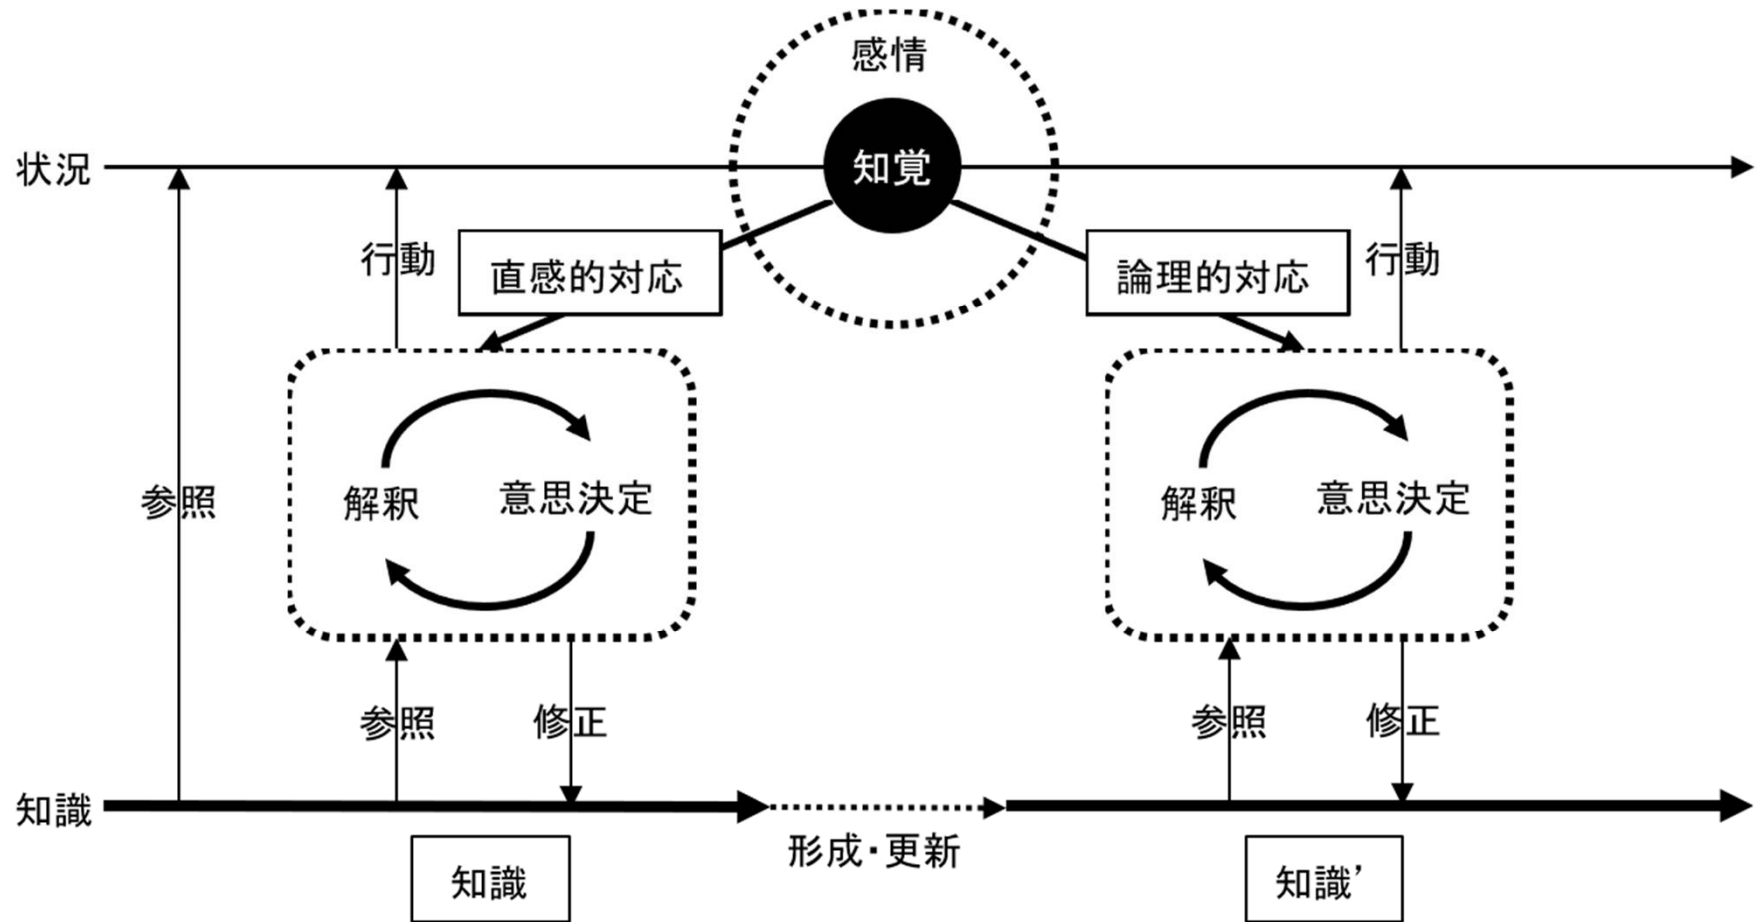 感情
状況
知覚
行動
直感的対応
論理的対応
行動
参照
解釈
意思決定
解釈
意思決定
参照
修正
参照
修正
知識
形成・更新
知識
知識’